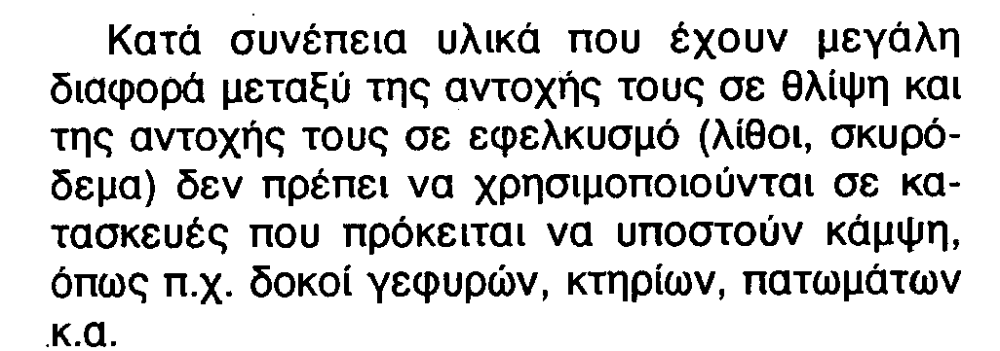 Κατά συνέπεια υλικά που έχουν μεγάλη
διαφορά μεταξύ της αντοχής τους σε θλίψη και
της αντοχής τους σε εφελκυσμό (λίθοι, σκυρό-
δεμα) δεν πρέπει να χρησιμοποιούνται σε κα-
τασκευές που πρόκειται να υποστούν κάμψη,
όπως π.χ. δοκοί γεφυρών, κτηρίων, πατωμάτων
κ.α.